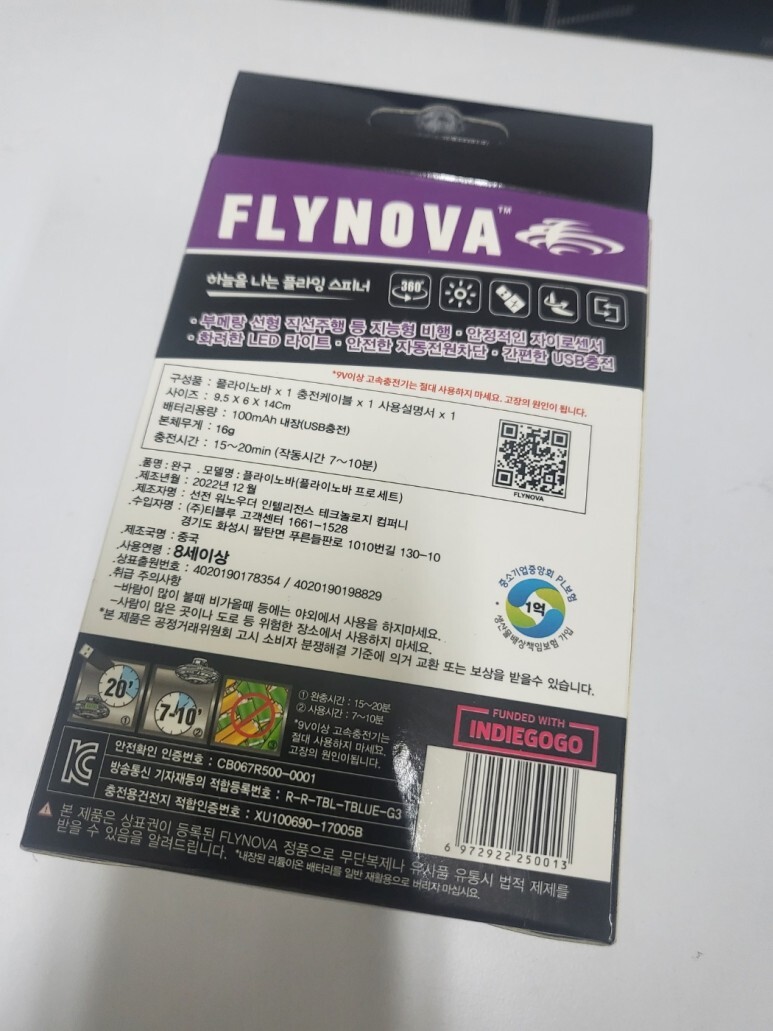 FLYNOVA™
하늘을 나는 플라잉 스피너
360°
• 부메랑 선형 직선주행 등 지능형 비행 • 안정적인 자이로센서
• 화려한 LED 라이트 • 안전한 자동전원차단 • 간편한 USB충전
*9V이상 고속충전기는 절대 사용하지 마세요. 고장의 원인이 됩니다.
구성품 : 플라이노바 x 1 충전케이블 x 1 사용설명서 x 1
사이즈 : 9.5 X 6 X 14Cm
배터리용량 : 100mAh 내장(USB충전)
본체무게 : 16g
충전시간 : 15~20min (작동시간 7~10분)
FLYNOVA
.품명 : 완구 . 모델명 : 플라이노바(플라이노바 프로세트)
.제조년월 : 2022년 12월
.제조자명 : 선전 워노우더 인텔리전스 테크놀로지 컴퍼니
.수입자명 : (주)티블루 고객센터 1661-1528
경기도 화성시 팔탄면 푸른들판로 1010번길 130-10
.제조국명 : 중국
.사용연령 : 8세이상
.상표출원번호 : 4020190178354 / 4020190198829
.취급 주의사항
-바람이 많이 불때 비가올때 등에는 야외에서 사용을 하지마세요.
-사람이 많은 곳이나 도로 등 위험한 장소에서 사용하지 마세요.
*본 제품은 공정거래위원회 고시 소비자 분쟁해결 기준에 의거 교환 또는 보상을 받을수 있습니다.
중소기업중앙회 PL보험
1억
생산물배상책임보험 가입
20'
①
7-10'
②
③
① 완충시간 : 15~20분
② 사용시간 : 7~10분
*9V이상 고속충전기는
절대 사용하지 마세요.
고장의 원인이됩니다.
FUNDED WITH
INDIEGOGO
안전확인 인증번호 : CB067R500-0001
방송통신 기자재등의 적합등록번호 : R-R-TBL-TBLUE-G3
충전용건전지 적합인증번호 : XU100690-17005B
6 972922 250013
본 제품은 상표권이 등록된 FLYNOVA 정품으로 무단복제나 유사품 유통시 법적 제제를
받을 수 있음을 알려드립니다. *내장된 리튬이온 배터리를 일반 재활용으로 버리지 마십시요.